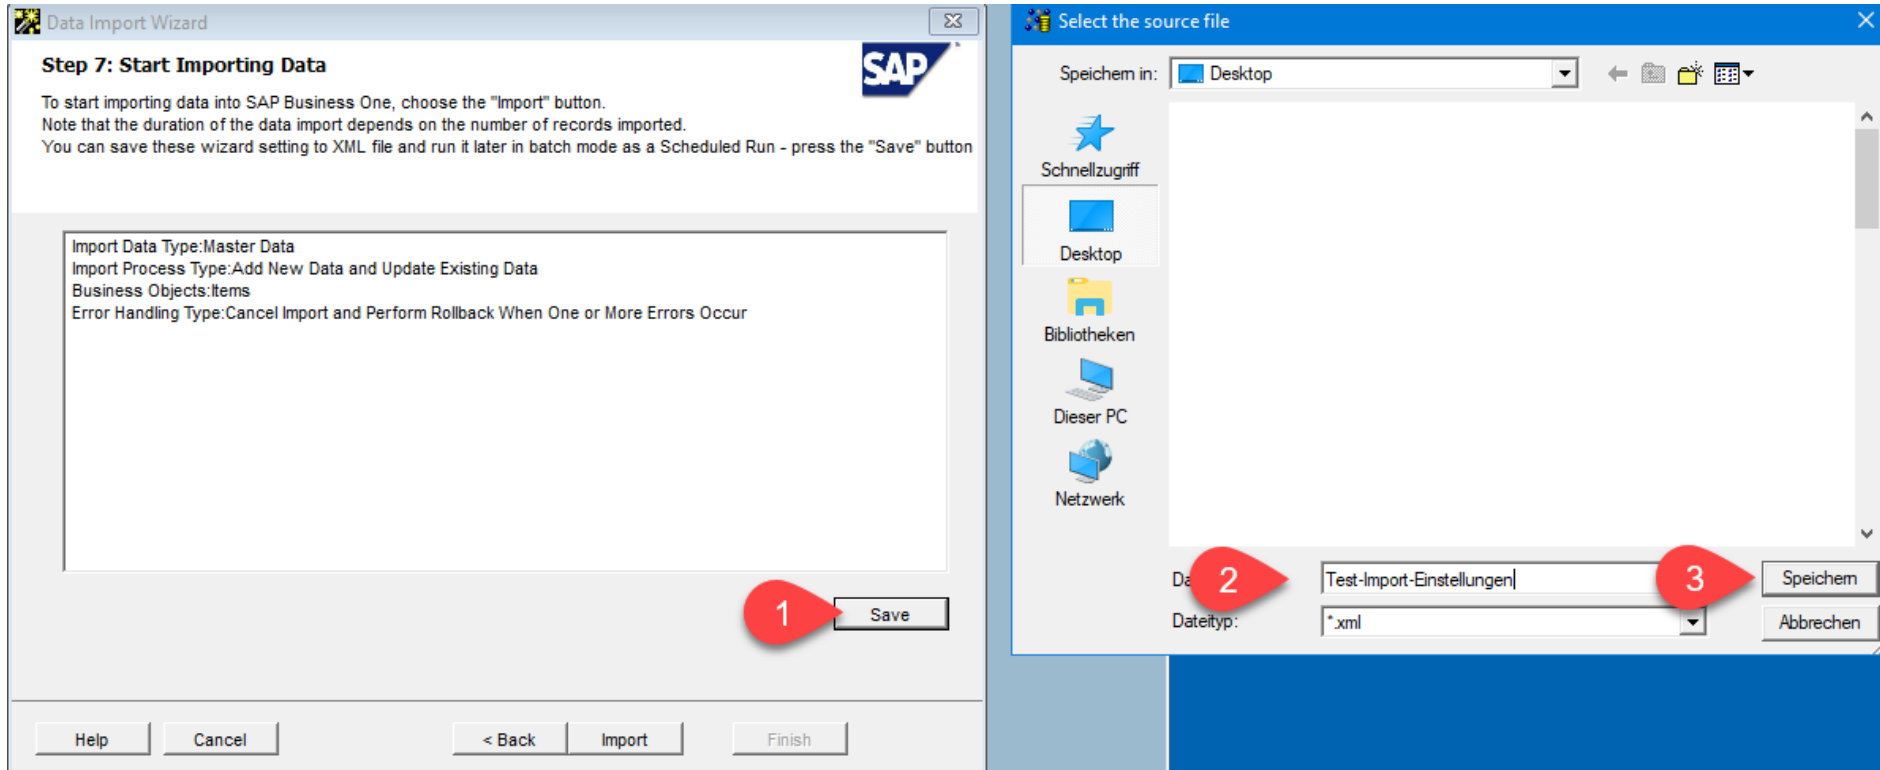 Data Import Wizard
Step 7: Start Importing Data
SAP
To start importing data into SAP Business One, choose the "Import" button.
Note that the duration of the data import depends on the number of records imported.
You can save these wizard setting to XML file and run it later in batch mode as a Scheduled Run - press the "Save" button
Import Data Type:Master Data
Import Process Type:Add New Data and Update Existing Data
Business Objects:Items
Error Handling Type:Cancel Import and Perform Rollback When One or More Errors Occur
1
Save
Help
Cancel
< Back
Import
Finish
Select the source file
Speichern in:
Desktop
Schnellzugriff
Desktop
Bibliotheken
Dieser PC
Netzwerk
2
Test-Import-Einstellungen
3
Speichern
Dateityp:
*.xml
Abbrechen